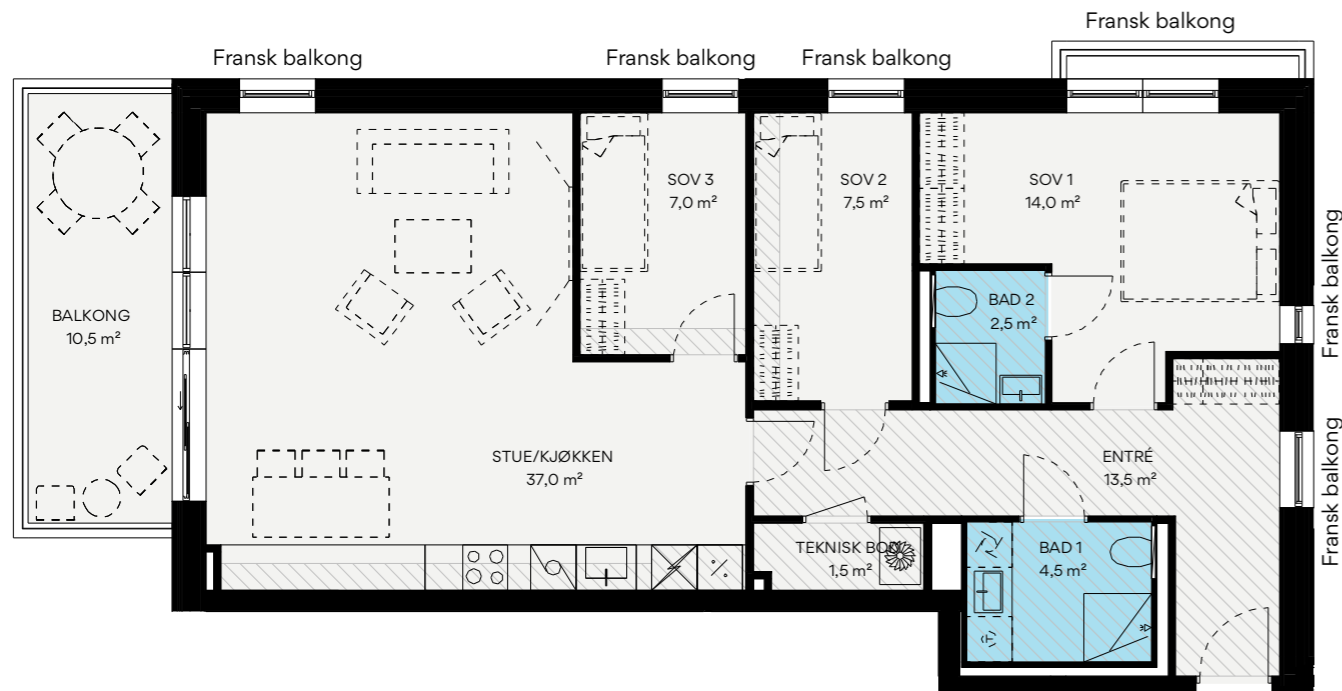 Fransk balkong
Fransk balkong
Fransk balkong
Fransk balkong
SOV 3
7,0 m²
SOV 2
7,5 m²
SOV 1
14,0 m²
Fransk balkong
BALKONG
10,5 m²
BAD 2
2,5 m²
STUE/KJØKKEN
37,0 m²
ENTRÉ
13,5 m²
Fransk balkong
TEKNISK BOD
1,5 m²
BAD 1
4,5 m²